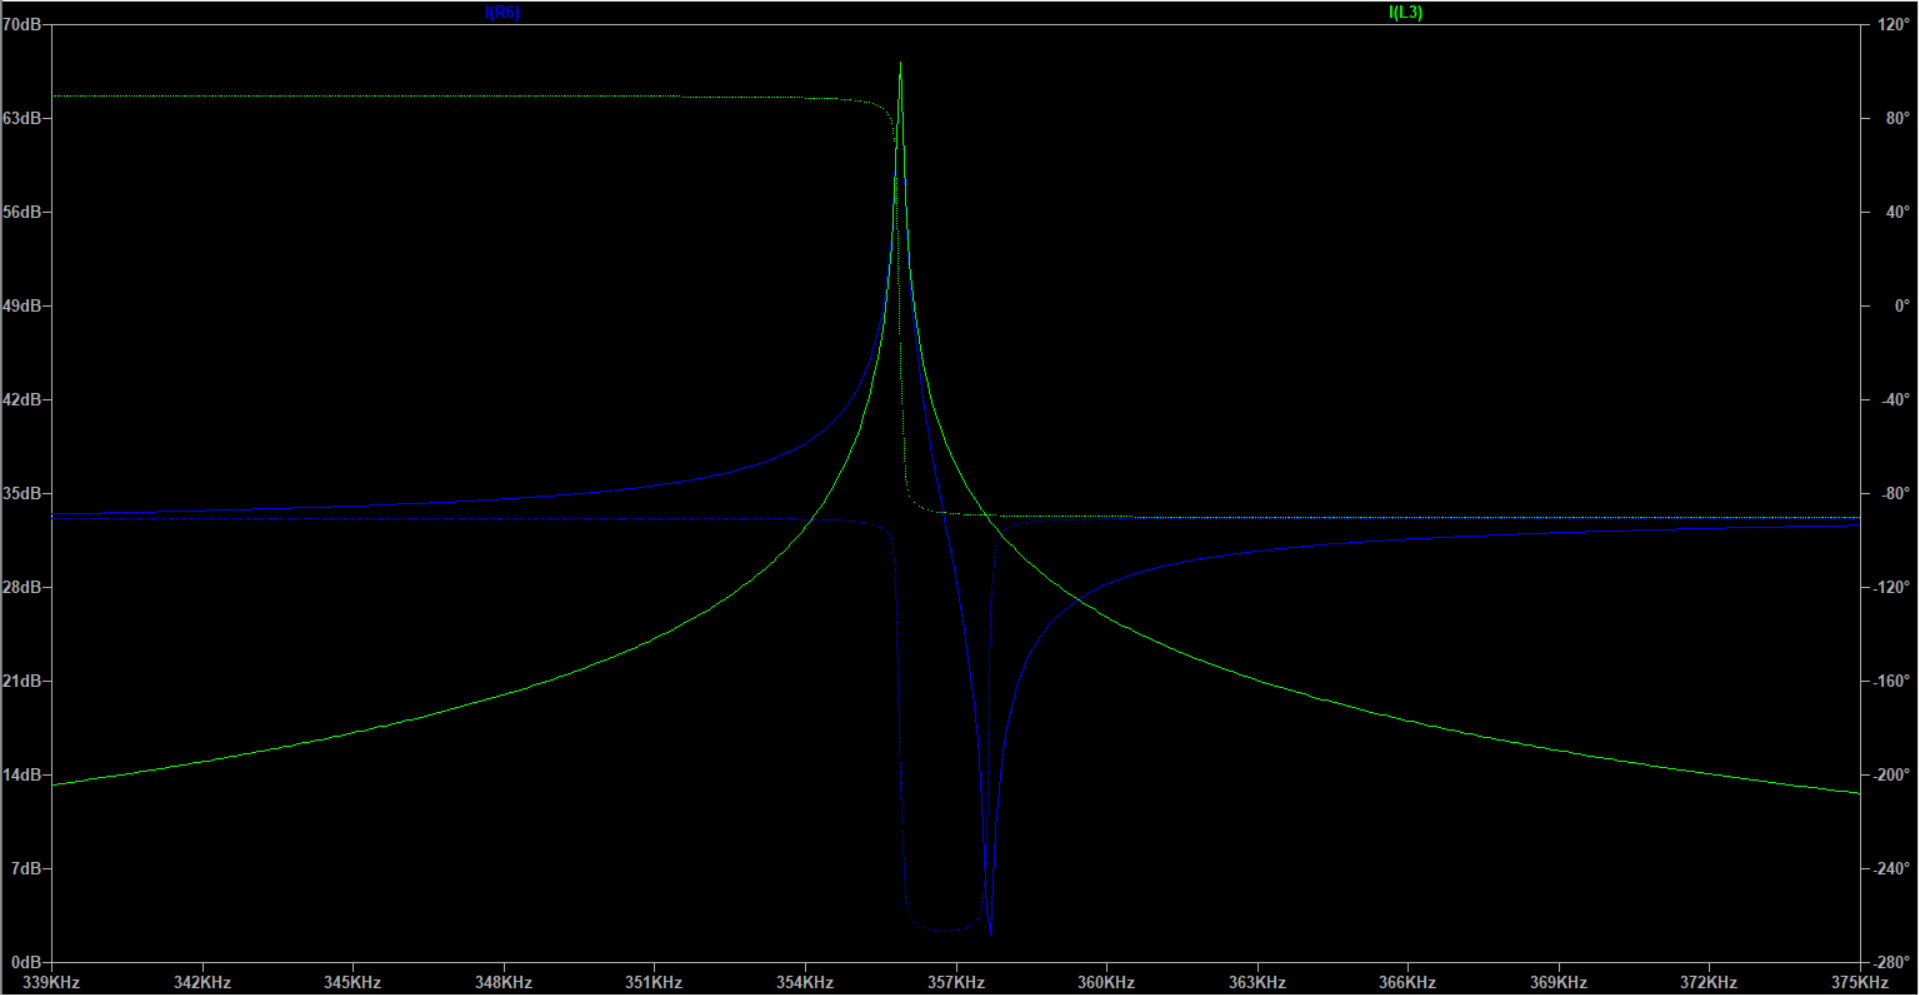 I(R6) I(L3)
70dB 120°
63dB 80°
56dB 40°
49dB 0°
42dB -40°
35dB -80°
28dB -120°
21dB -160°
14dB -200°
7dB -240°
0dB -280°
339KHz 342KHz 345KHz 348KHz 351KHz 354KHz 357KHz 360KHz 363KHz 366KHz 369KHz 372KHz 375KHz